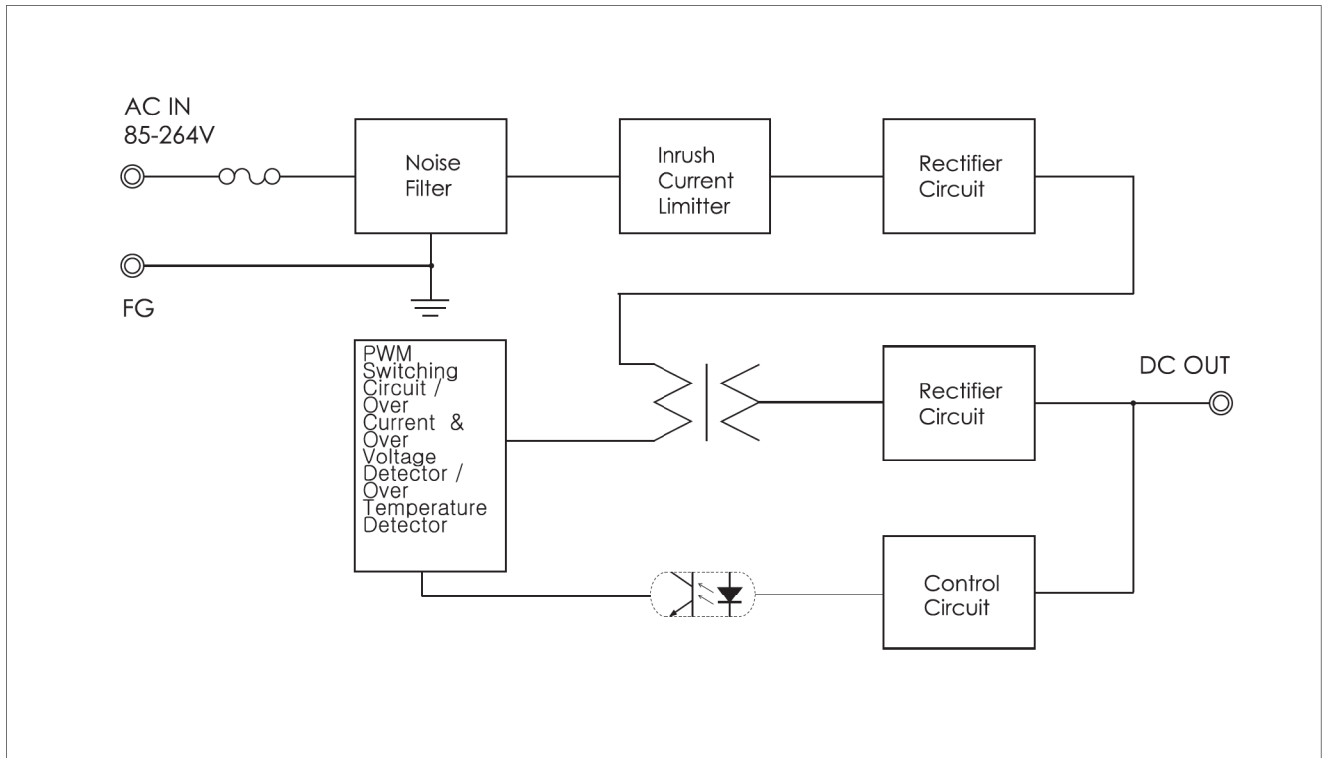 AC IN
85-264V
Noise
Filter
Inrush
Current
Limitter
Rectifier
Circuit
FG
PWM
Switching
Circuit /
Over
Current &
Over
Voltage
Detector /
Over
Temperature
Detector
Rectifier
Circuit
DC OUT
Control
Circuit